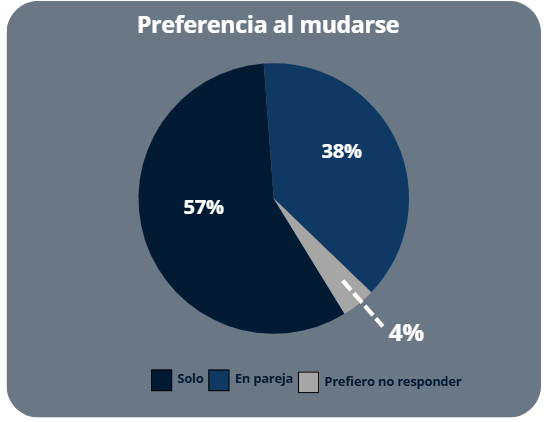 Preferencia al mudarse
38%
57%
4%
Solo En pareja Prefiero no responder